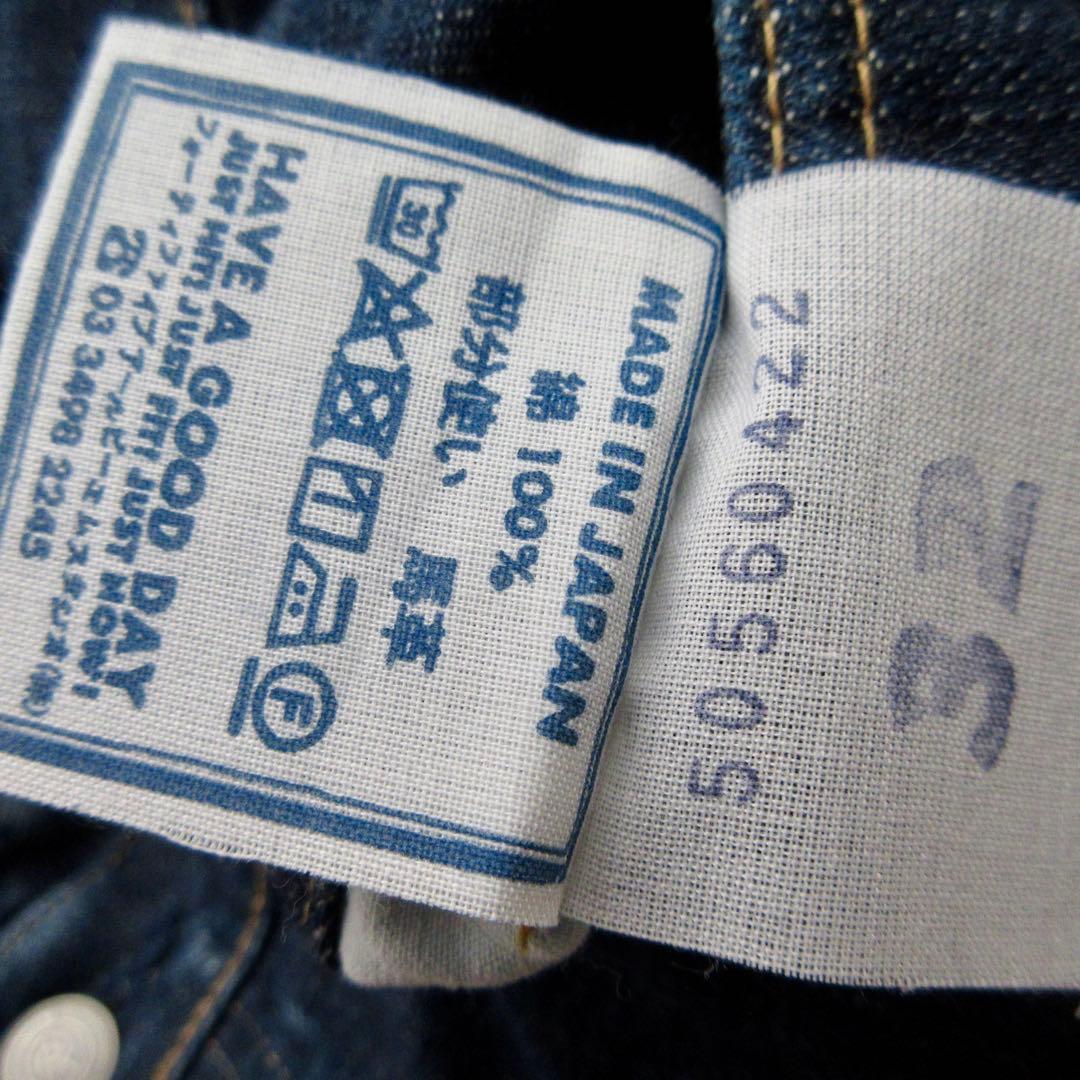 MADE IN JAPAN
綿 100%
部分使い 馬革
30
F
HAVE A GOOD DAY
JUST HIT! JUST FIT! JUST NOW!
フォーティファイブアールピーエムスタジオ(株)
03 3498 2248
50560422
32